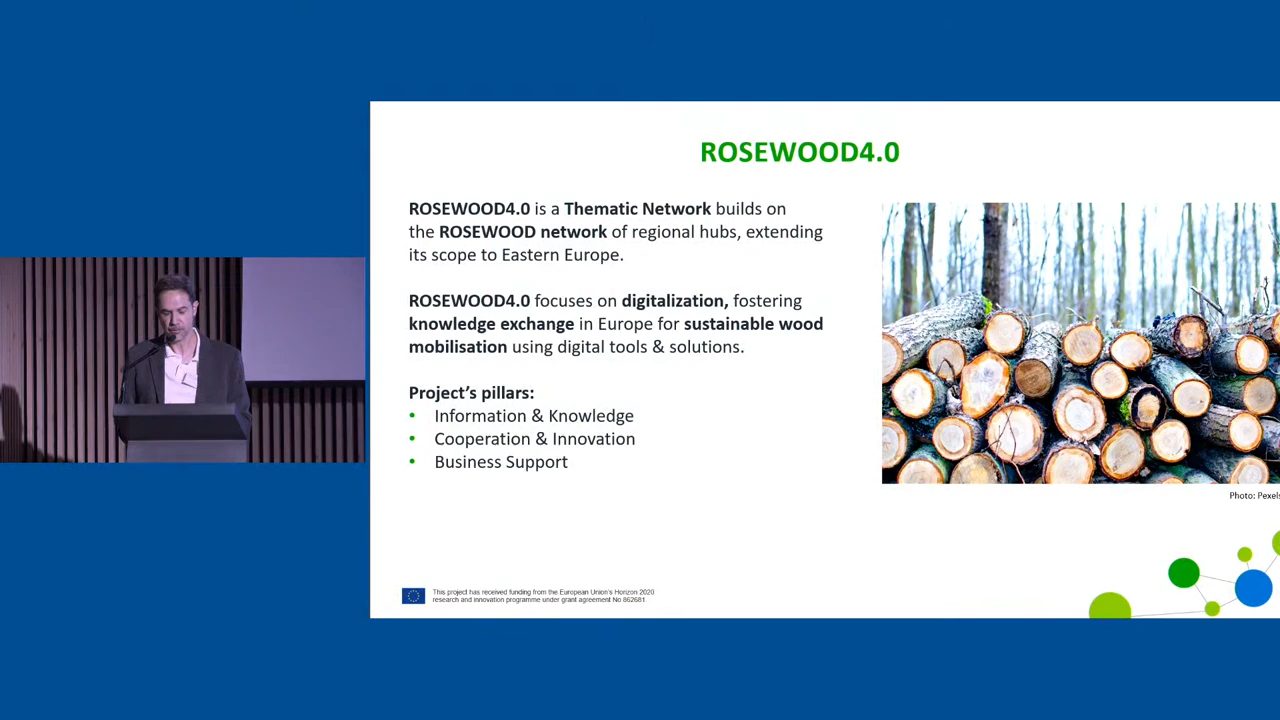 ROSEWOOD4.0
ROSEWOOD4.0 is a Thematic Network builds on
the ROSEWOOD network of regional hubs, extending
its scope to Eastern Europe.
ROSEWOOD4.0 focuses on digitalization, fostering
knowledge exchange in Europe for sustainable wood
mobilisation using digital tools & solutions.
Project’s pillars:
• Information & Knowledge
• Cooperation & Innovation
• Business Support
Photo: Pexels
This project has received funding from the European Union's Horizon 2020
research and innovation programme under grant agreement No 862681.